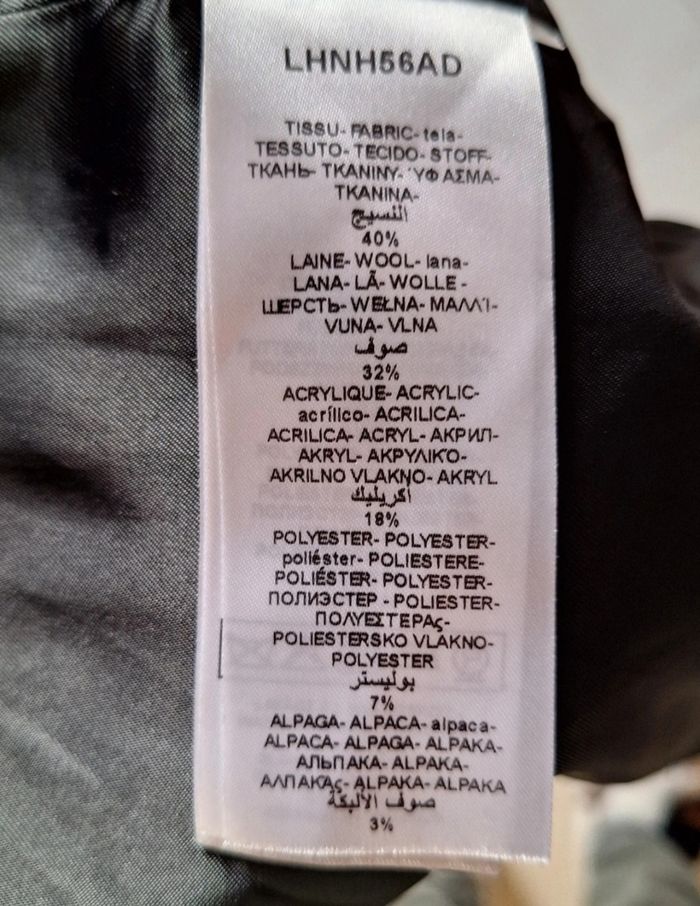 LHNH56AD
TISSU- FABRIC- tela-
TESSUTO- TECIDO- STOFF-
ТКАНЬ- TKANINY- ΎΦΑΣΜΑ-
TKANINA-
النسيج
40%
LAINE- WOOL- lana-
LANA- LÃ- WOLLE -
ШЕРСТЬ- WEŁNA- ΜΑΛΛΊ-
VUNA- VLNA
صوف
32%
ACRYLIQUE- ACRYLIC-
acrílico- ACRILICA-
ACRILICA- ACRYL- АКРИЛ-
AKRYL- ΑΚΡΥΛΙΚΌ-
AKRILNO VLAKNO- AKRYL
أكريليك
18%
POLYESTER- POLYESTER-
poliéster- POLIESTERE-
POLIÉSTER- POLYESTER-
ПОЛИЭСТЕР - POLIESTER-
ΠΟΛΥΕΣΤΕΡΑς-
POLIESTERSKO VLAKNO-
POLYESTER
بوليستر
7%
ALPAGA- ALPACA- alpaca-
ALPACA- ALPAGA- ALPAKA-
АЛЬПАКА- ALPAKA-
ΑΛΠΑΚΑς- ALPAKA- ALPAKA
صوف الألبكة
3%